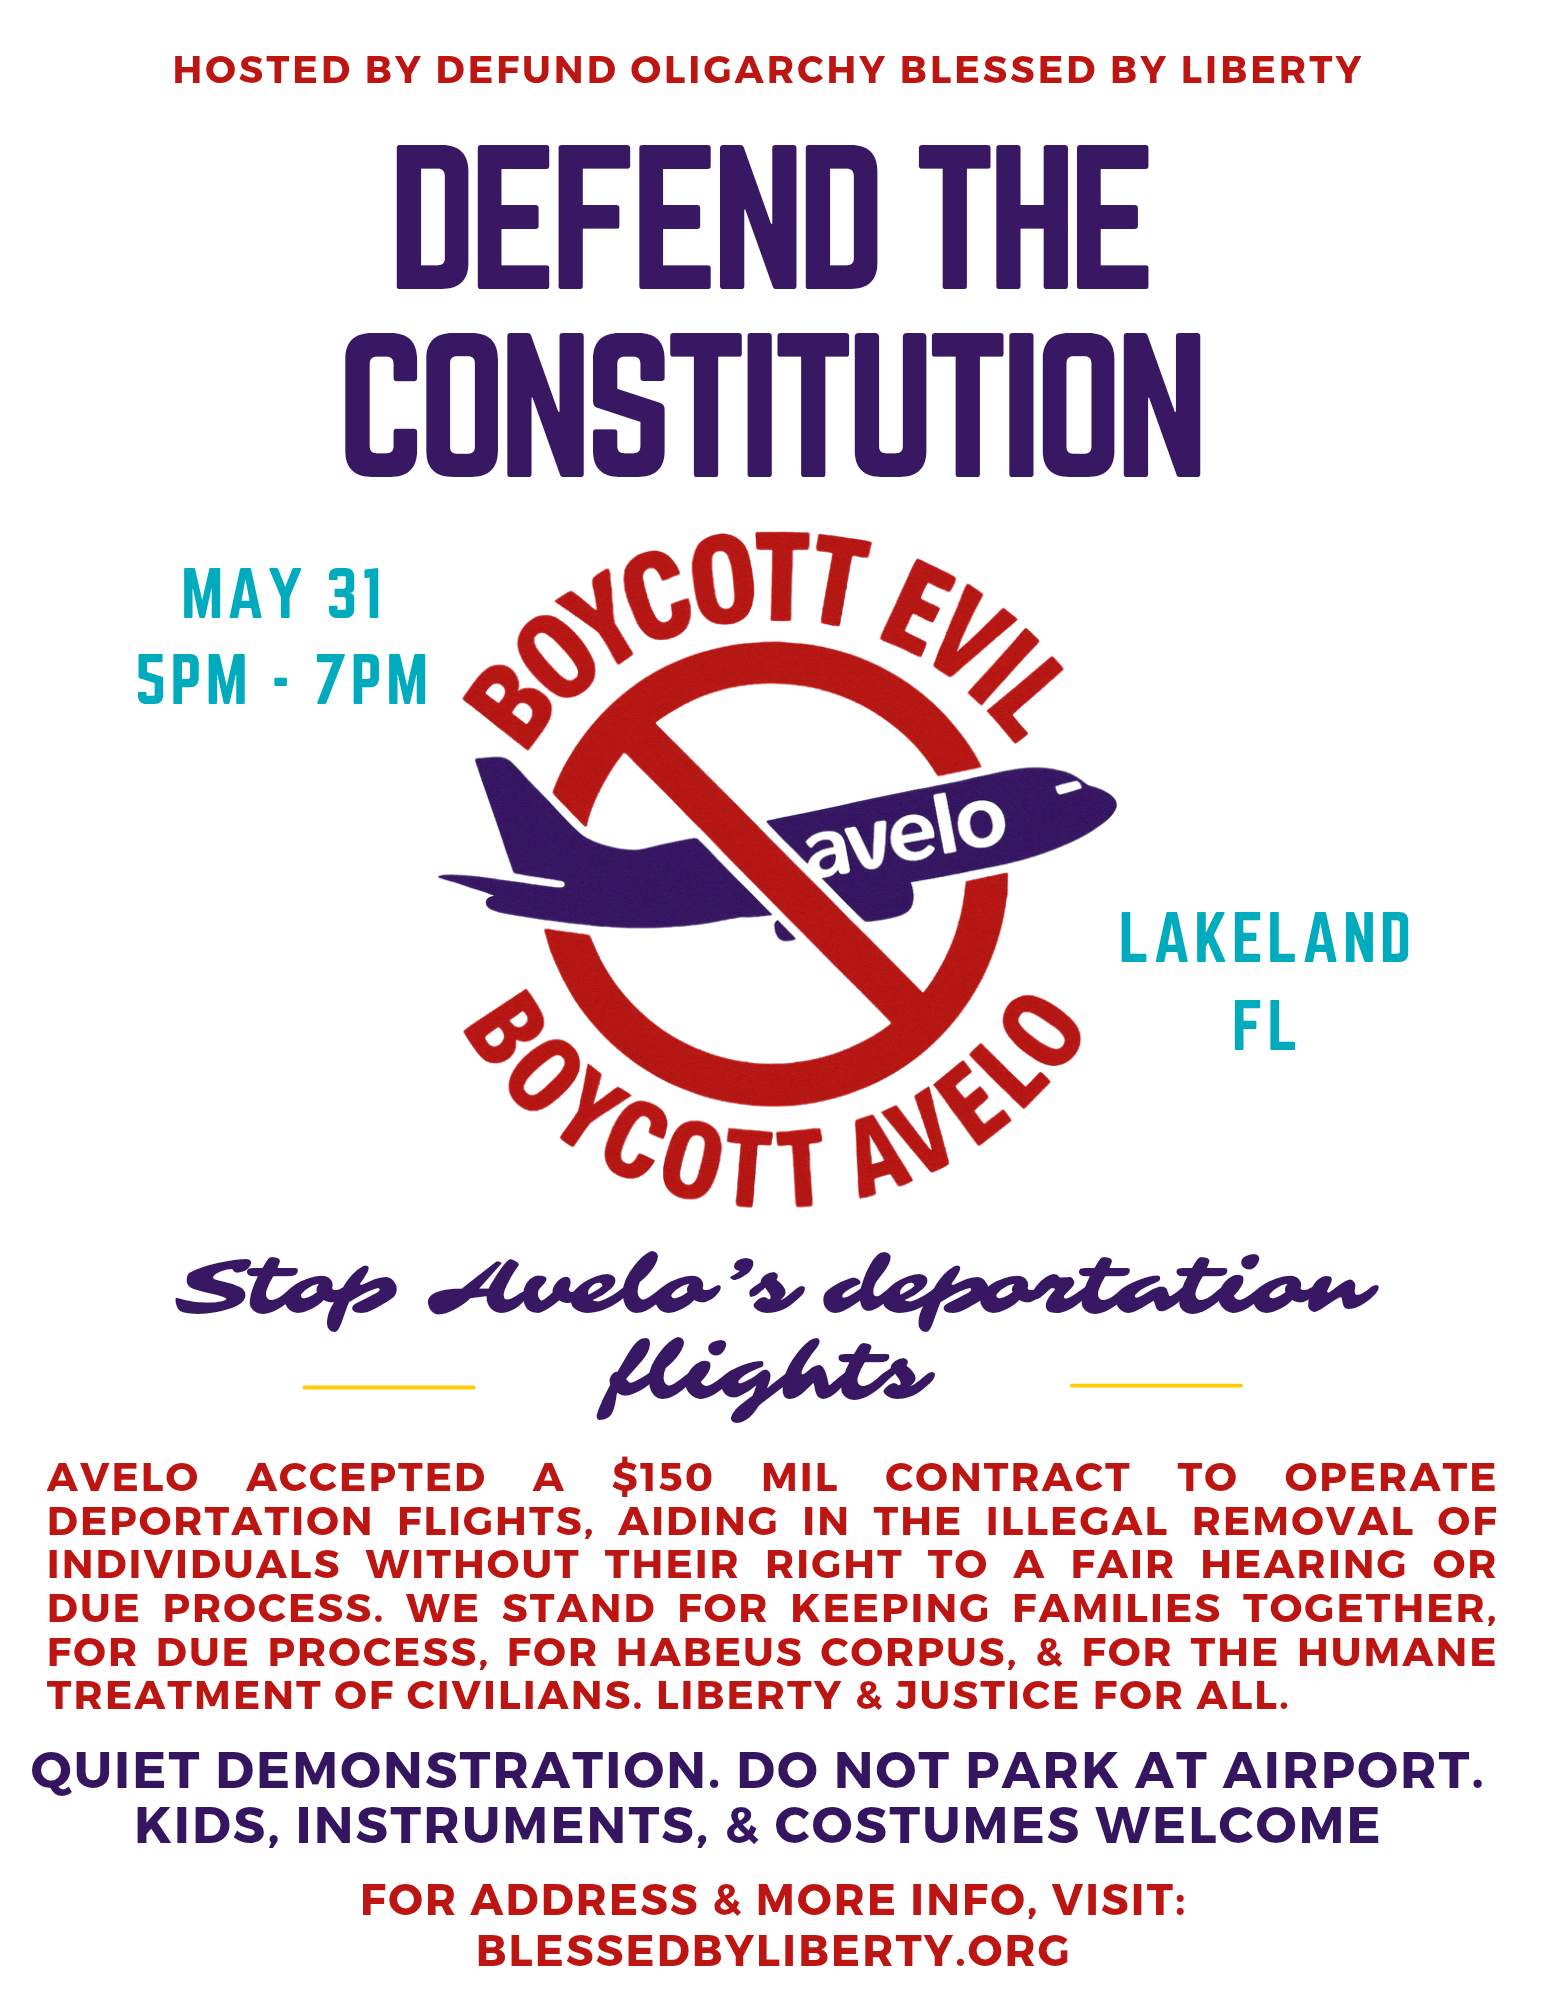 HOSTED BY DEFUND OLIGARCHY BLESSED BY LIBERTY
DEFEND THE
CONSTITUTION
MAY 31
5PM - 7PM
BOYCOTT EVIL
avelo
BOYCOTT AVELO
LAKELAND
FL
Stop Avelo's deportation
flights
AVELO ACCEPTED A $150 MIL CONTRACT TO OPERATE
DEPORTATION FLIGHTS, AIDING IN THE ILLEGAL REMOVAL OF
INDIVIDUALS WITHOUT THEIR RIGHT TO A FAIR HEARING OR
DUE PROCESS. WE STAND FOR KEEPING FAMILIES TOGETHER,
FOR DUE PROCESS, FOR HABEUS CORPUS, & FOR THE HUMANE
TREATMENT OF CIVILIANS. LIBERTY & JUSTICE FOR ALL.
QUIET DEMONSTRATION. DO NOT PARK AT AIRPORT.
KIDS, INSTRUMENTS, & COSTUMES WELCOME
FOR ADDRESS & MORE INFO, VISIT:
BLESSEDBYLIBERTY.ORG